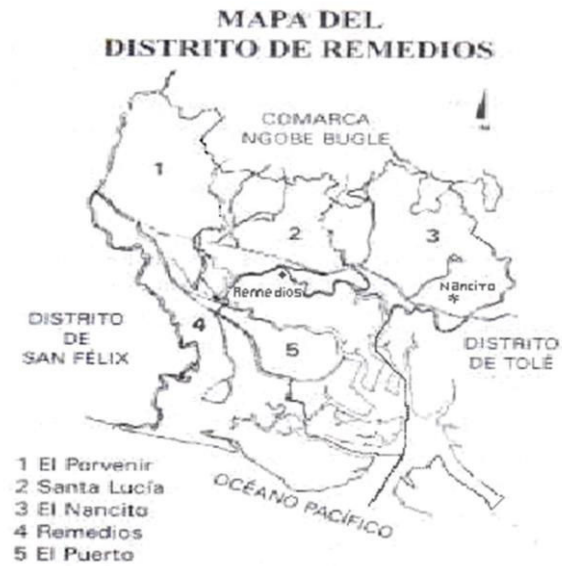 MAPA DEL
DISTRITO DE REMEDIOS
COMARCA
NGOBE BUGLE
1
2
3
Remedios
Nancito
DISTRITO
DE
SAN FÉLIX
4
5
DISTRITO
DE TOLÉ
1 El Porvenir
2 Santa Lucía
3 El Nancito
4 Remedios
5 El Puerto
OCÉANO PACÍFICO